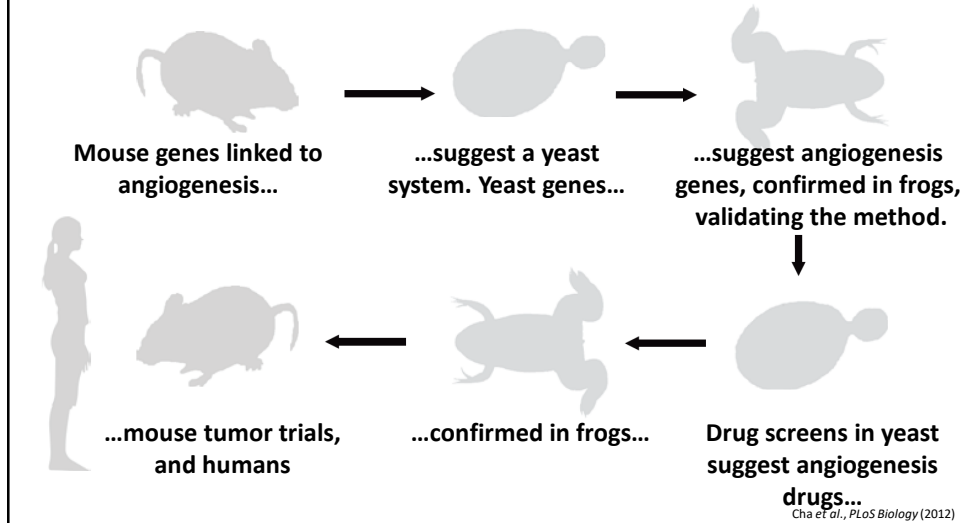 Mouse genes linked to
angiogenesis…
…suggest a yeast
system. Yeast genes…
…suggest angiogenesis
genes, confirmed in frogs,
validating the method.
…mouse tumor trials,
and humans
…confirmed in frogs…
Drug screens in yeast
suggest angiogenesis
drugs…
Cha et al., PLoS Biology (2012)